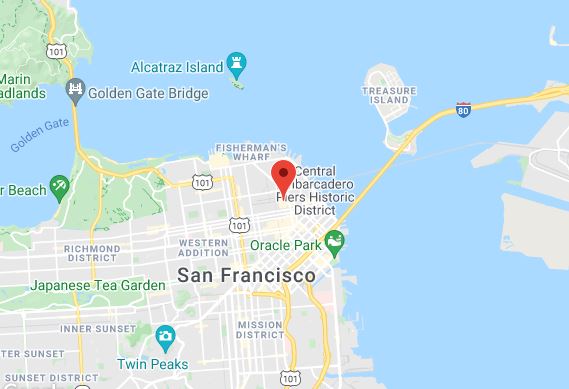 101
Marin
adlands
Alcatraz Island
Golden Gate Bridge
TREASURE
ISLAND
80
Golden Gate
FISHERMAN'S
WHARF
Central
Embarcadero
Piers Historic
District
101
er Beach
101
RICHMOND
DISTRICT
WESTERN
ADDITION
Oracle Park
San Francisco
Japanese Tea Garden
INNER SUNSET
MISSION
DISTRICT
OUTER SUNSET
Twin Peaks
SUNSET DISTRICT
101